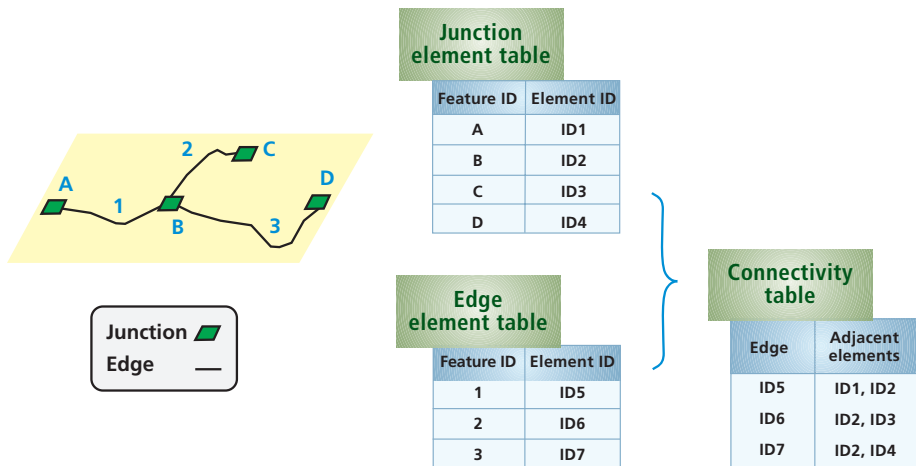 Junction
element table
Feature ID Element ID
A ID1
B ID2
C ID3
D ID4
2
C
A
D
1
B
3
Junction
Edge
Edge
element table
Feature ID Element ID
1 ID5
2 ID6
3 ID7
Connectivity
table
Edge Adjacent
elements
ID5 ID1, ID2
ID6 ID2, ID3
ID7 ID2, ID4